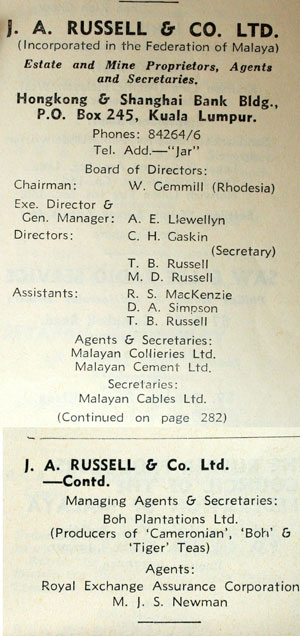 J. A. RUSSELL & CO. LTD.
(Incorporated in the Federation of Malaya)
Estate and Mine Proprietors, Agents
and Secretaries.
Hongkong & Shanghai Bank Bldg.,
P.O. Box 245, Kuala Lumpur.
Phones: 84264/6
Tel. Add.—"Jar"
Board of Directors:
Chairman: W. Gemmill (Rhodesia)
Exe. Director &
Gen. Manager: A. E. Llewellyn
Directors: C. H. Gaskin
(Secretary)
T. B. Russell
M. D. Russell
Assistants: R. S. MacKenzie
D. A. Simpson
T. B. Russell
Agents & Secretaries:
Malayan Collieries Ltd.
Malayan Cement Ltd.
Secretaries:
Malayan Cables Ltd.
(Continued on page 282)
J. A. RUSSELL & Co. Ltd.
—Contd.
Managing Agents & Secretaries:
Boh Plantations Ltd.
(Producers of 'Cameronian', 'Boh' &
'Tiger' Teas)
Agents:
Royal Exchange Assurance Corporation
M. J. S. Newman